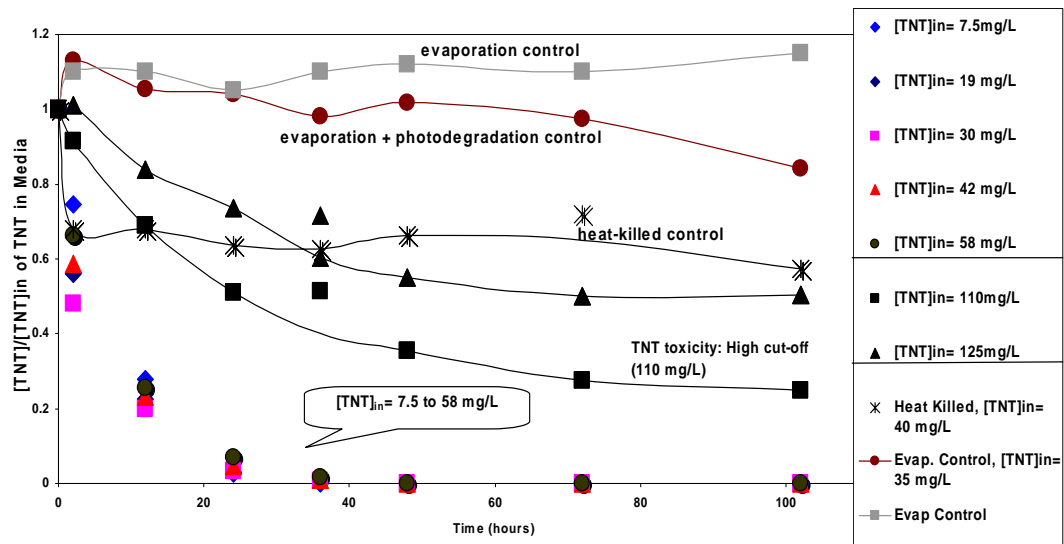 1.2
1
0.8
0.6
0.4
0.2
0
0
20
40
60
80
100
[TNT]/[TNT]in of TNT in Media
Time (hours)
evaporation control
evaporation + photodegradation control
heat-killed control
TNT toxicity: High cut-off
(110 mg/L)
[TNT]in= 7.5 to 58 mg/L
[TNT]in= 7.5mg/L
[TNT]in= 19 mg/L
[TNT]in= 30 mg/L
[TNT]in= 42 mg/L
[TNT]in= 58 mg/L
[TNT]in= 110mg/L
[TNT]in= 125mg/L
Heat Killed, [TNT]in=
40 mg/L
Evap. Control, [TNT]in=
35 mg/L
Evap Control